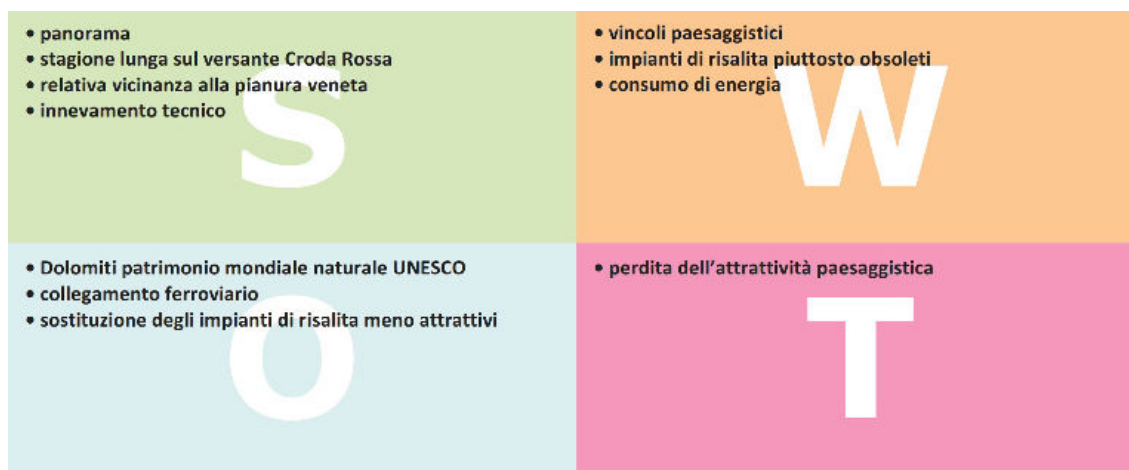 • panorama
• stagione lunga sul versante Croda Rossa
• relativa vicinanza alla pianura veneta
• innevamento tecnico
S
• vincoli paesaggistici
• impianti di risalita piuttosto obsoleti
• consumo di energia
W
• Dolomiti patrimonio mondiale naturale UNESCO
• collegamento ferroviario
• sostituzione degli impianti di risalita meno attrattivi
O
• perdita dell'attrattività paesaggistica
T